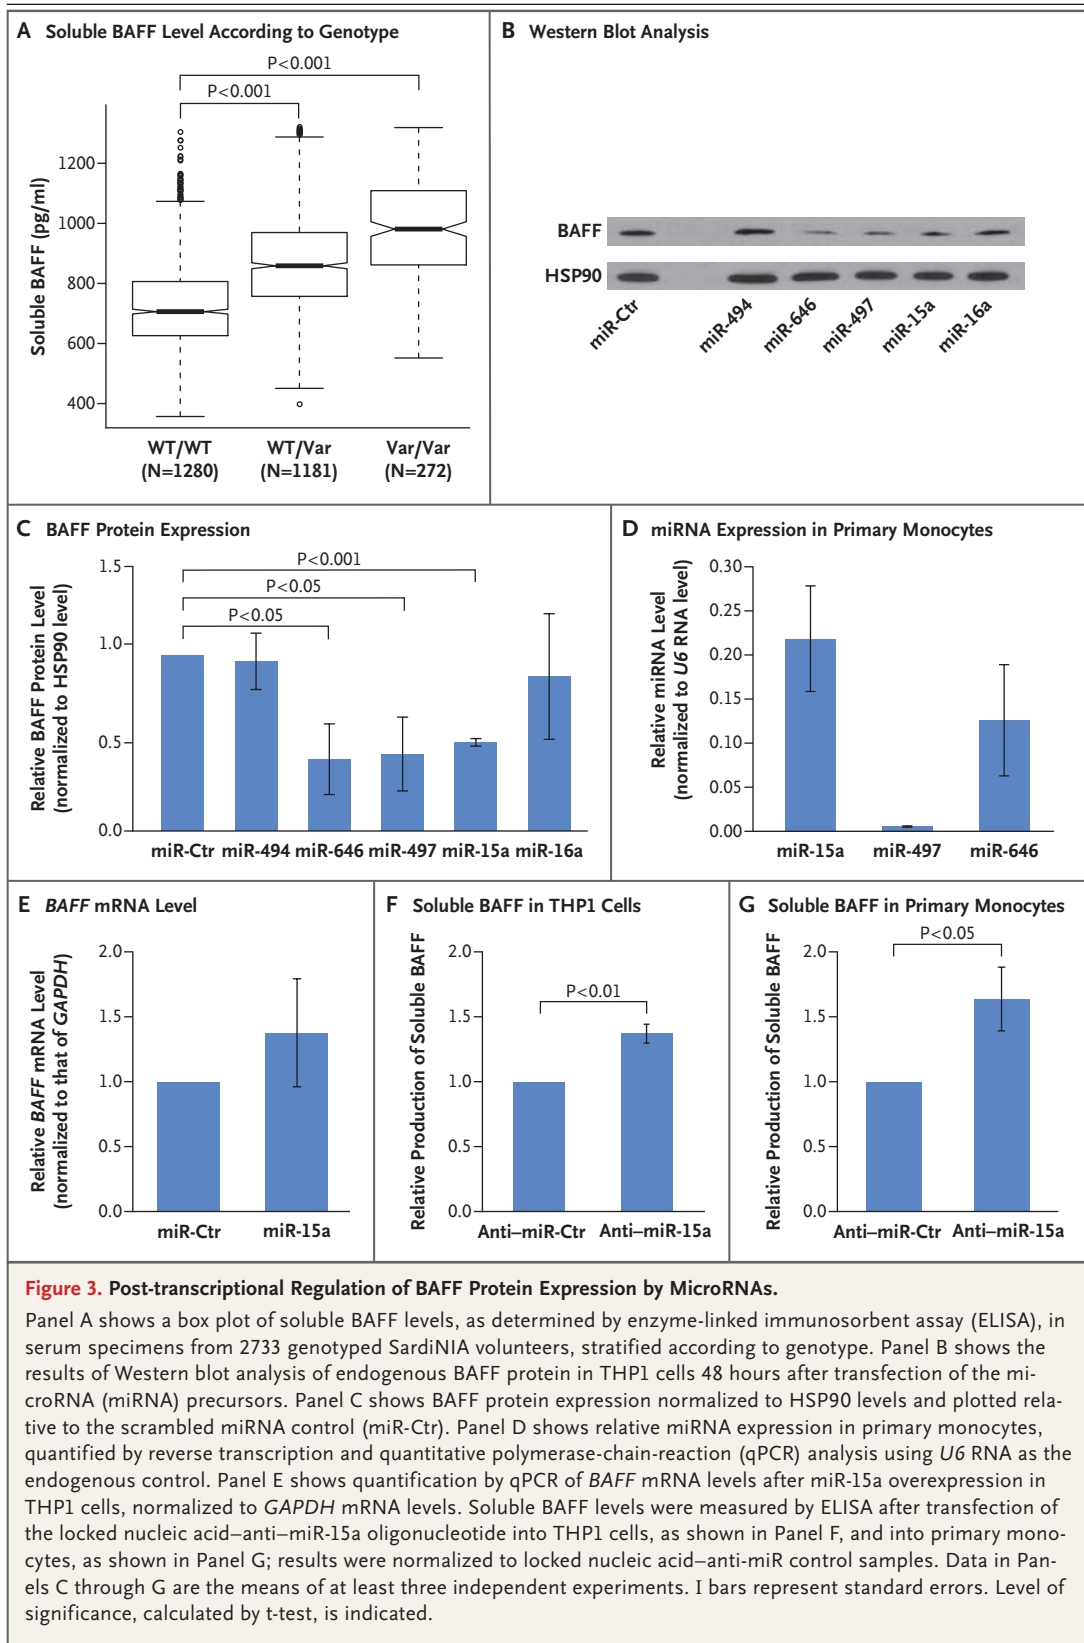 A Soluble BAFF Level According to Genotype
P<0.001
P<0.001
Soluble BAFF (pg/ml)
1200
1000
800
600
400
WT/WT
(N=1280)
WT/Var
(N=1181)
Var/Var
(N=272)
B Western Blot Analysis
BAFF
HSP90
miR-Ctr
miR-494
miR-646
miR-497
miR-15a
miR-16a
C BAFF Protein Expression
Relative BAFF Protein Level
(normalized to HSP90 level)
1.5
1.0
0.5
0.0
P<0.001
P<0.05
P<0.05
miR-Ctr miR-494 miR-646 miR-497 miR-15a miR-16a
D miRNA Expression in Primary Monocytes
Relative miRNA Level
(normalized to U6 RNA level)
0.30
0.25
0.20
0.15
0.10
0.05
0.00
miR-15a miR-497 miR-646
E BAFF mRNA Level
Relative BAFF mRNA Level
(normalized to that of GAPDH)
2.0
1.5
1.0
0.5
0.0
miR-Ctr miR-15a
F Soluble BAFF in THP1 Cells
Relative Production of Soluble BAFF
2.0
1.5
1.0
0.5
0.0
P<0.01
Anti–miR-Ctr Anti–miR-15a
G Soluble BAFF in Primary Monocytes
Relative Production of Soluble BAFF
2.0
1.5
1.0
0.5
0.0
P<0.05
Anti–miR-Ctr Anti–miR-15a
Figure 3. Post-transcriptional Regulation of BAFF Protein Expression by MicroRNAs.
Panel A shows a box plot of soluble BAFF levels, as determined by enzyme-linked immunosorbent assay (ELISA), in
serum specimens from 2733 genotyped SardiNIA volunteers, stratified according to genotype. Panel B shows the
results of Western blot analysis of endogenous BAFF protein in THP1 cells 48 hours after transfection of the mi-
croRNA (miRNA) precursors. Panel C shows BAFF protein expression normalized to HSP90 levels and plotted rela-
tive to the scrambled miRNA control (miR-Ctr). Panel D shows relative miRNA expression in primary monocytes,
quantified by reverse transcription and quantitative polymerase-chain-reaction (qPCR) analysis using U6 RNA as the
endogenous control. Panel E shows quantification by qPCR of BAFF mRNA levels after miR-15a overexpression in
THP1 cells, normalized to GAPDH mRNA levels. Soluble BAFF levels were measured by ELISA after transfection of
the locked nucleic acid–anti–miR-15a oligonucleotide into THP1 cells, as shown in Panel F, and into primary mono-
cytes, as shown in Panel G; results were normalized to locked nucleic acid–anti-miR control samples. Data in Pan-
els C through G are the means of at least three independent experiments. I bars represent standard errors. Level of
significance, calculated by t-test, is indicated.